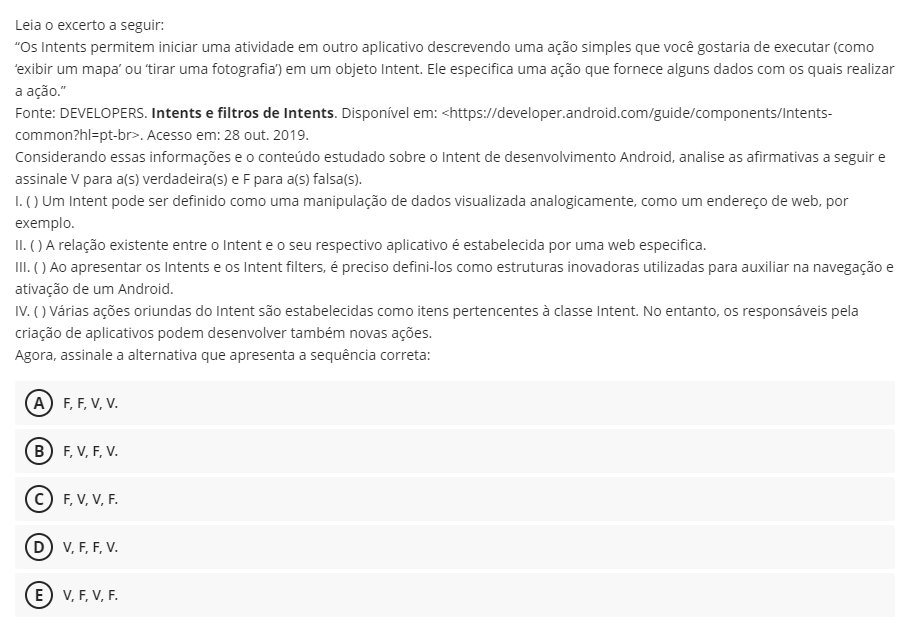 Leia o excerto a seguir:
“Os Intents permitem iniciar uma atividade em outro aplicativo descrevendo uma ação simples que você gostaria de executar (como
‘exibir um mapa’ ou ‘tirar uma fotografia’) em um objeto Intent. Ele especifica uma ação que fornece alguns dados com os quais realizar
a ação.”
Fonte: DEVELOPERS. Intents e filtros de Intents. Disponível em: <https://developer.android.com/guide/components/Intents-
common?hl=pt-br>. Acesso em: 28 out. 2019.
Considerando essas informações e o conteúdo estudado sobre o Intent de desenvolvimento Android, analise as afirmativas a seguir e
assinale V para a(s) verdadeira(s) e F para a(s) falsa(s).
I. ( ) Um Intent pode ser definido como uma manipulação de dados visualizada analogicamente, como um endereço de web, por
exemplo.
II. ( ) A relação existente entre o Intent e o seu respectivo aplicativo é estabelecida por uma web especifica.
III. ( ) Ao apresentar os Intents e os Intent filters, é preciso defini-los como estruturas inovadoras utilizadas para auxiliar na navegação e
ativação de um Android.
IV. ( ) Várias ações oriundas do Intent são estabelecidas como itens pertencentes à classe Intent. No entanto, os responsáveis pela
criação de aplicativos podem desenvolver também novas ações.
Agora, assinale a alternativa que apresenta a sequência correta:
A F, F, V, V.
B F, V, F, V.
C F, V, V, F.
D V, F, F, V.
E V, F, V, F.